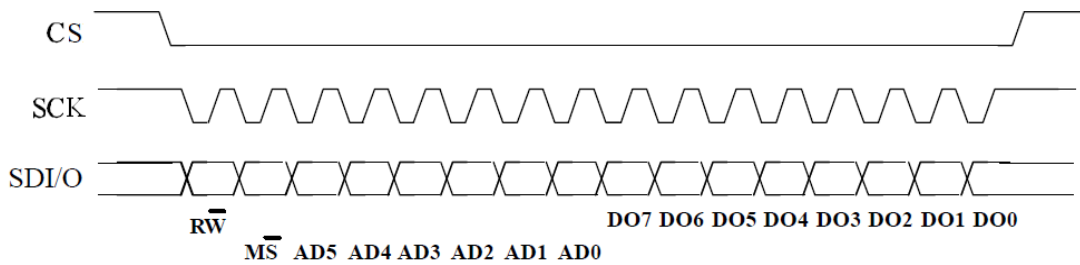 CS
SCK
SDI/O
RW̅ DO7 DO6 DO5 DO4 DO3 DO2 DO1 DO0
MS̅ AD5 AD4 AD3 AD2 AD1 AD0